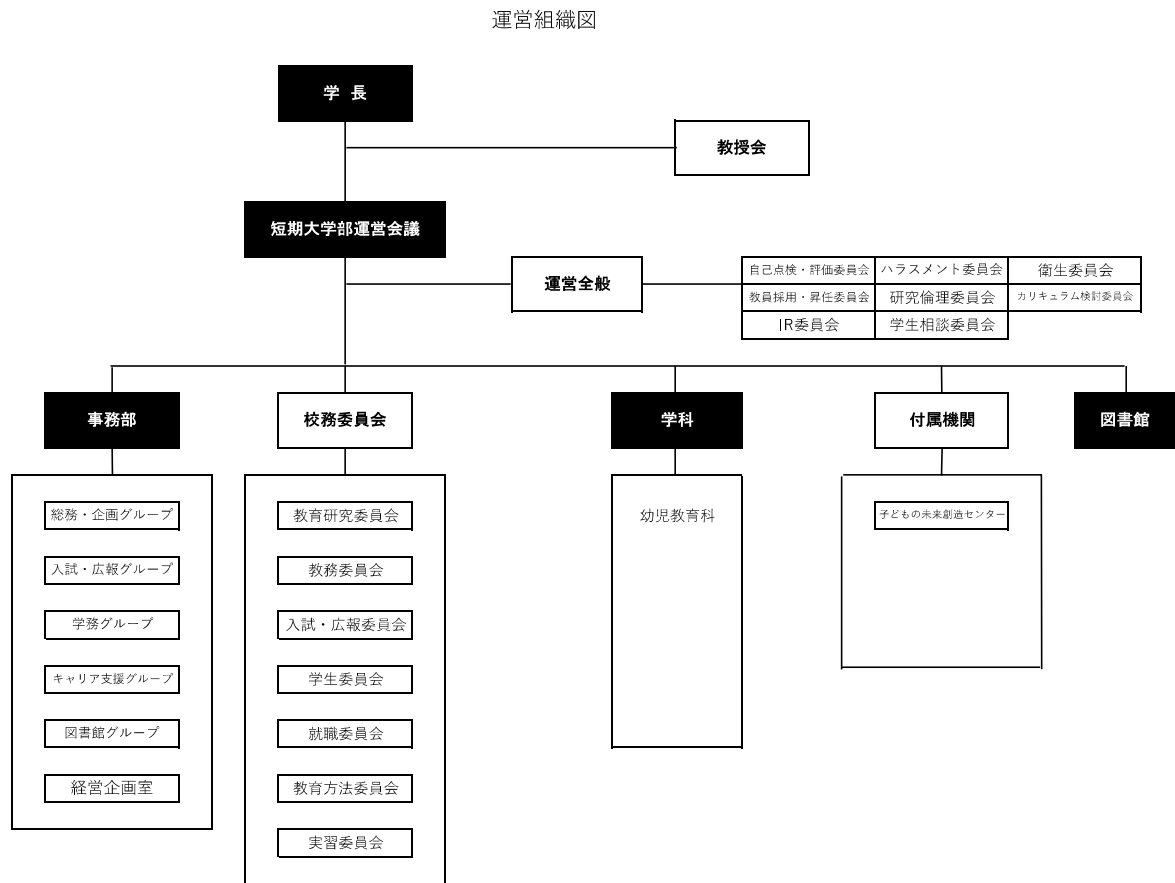 運営組織図
学 長
教授会
短期大学部運営会議
運営全般
自己点検・評価委員会
ハラスメント委員会
衛生委員会
教員採用・昇任委員会
研究倫理委員会
カリキュラム検討委員会
IR委員会
学生相談委員会
事務部
校務委員会
学科
付属機関
図書館
総務・企画グループ
入試・広報グループ
学務グループ
キャリア支援グループ
図書館グループ
経営企画室
教育研究委員会
教務委員会
入試・広報委員会
学生委員会
就職委員会
教育方法委員会
実習委員会
幼児教育科
子どもの未来創造センター